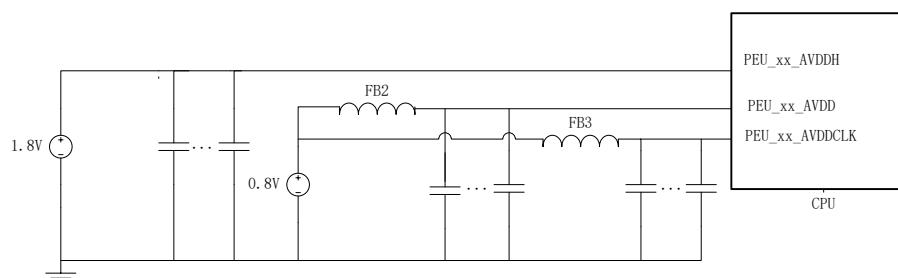 PEU_xx_AVDDH
FB2
PEU_xx_AVDD
FB3
PEU_xx_AVDDCLK
1.8V
...
0.8V
...
...
CPU